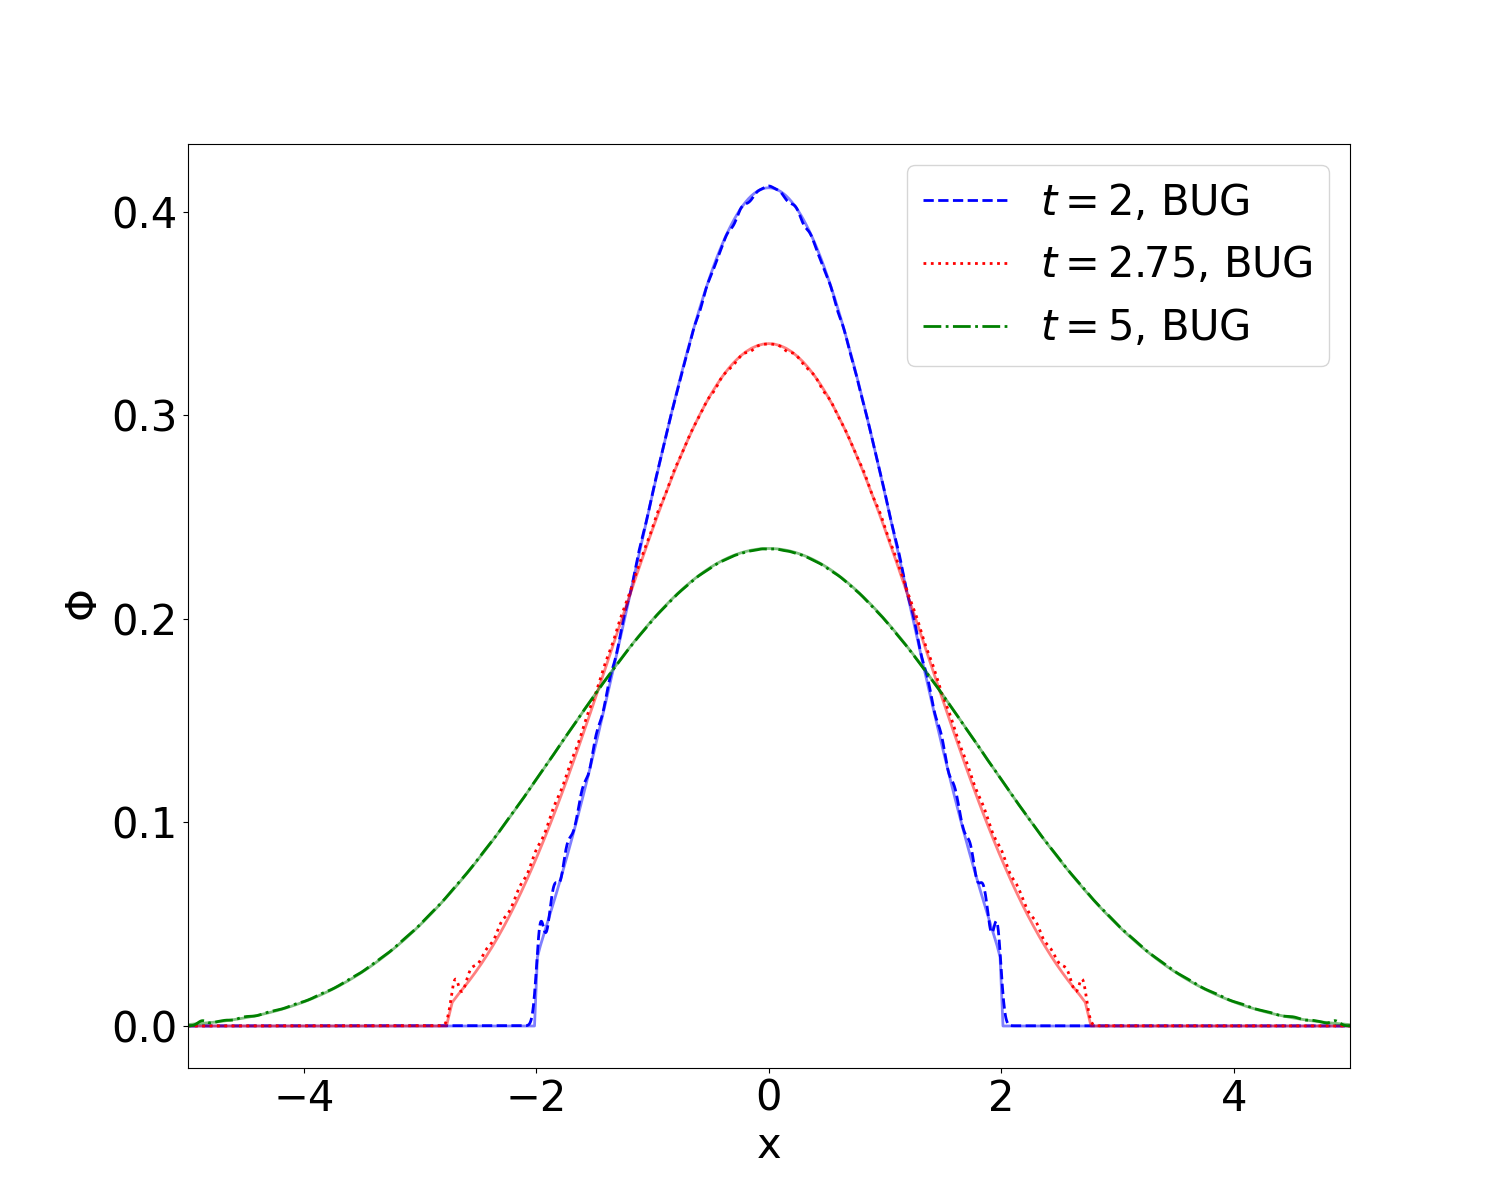 t = 2, BUG
t = 2.75, BUG
t = 5, BUG
0.4
0.3
0.2
0.1
0.0
Φ
−4 −2 0 2 4
x